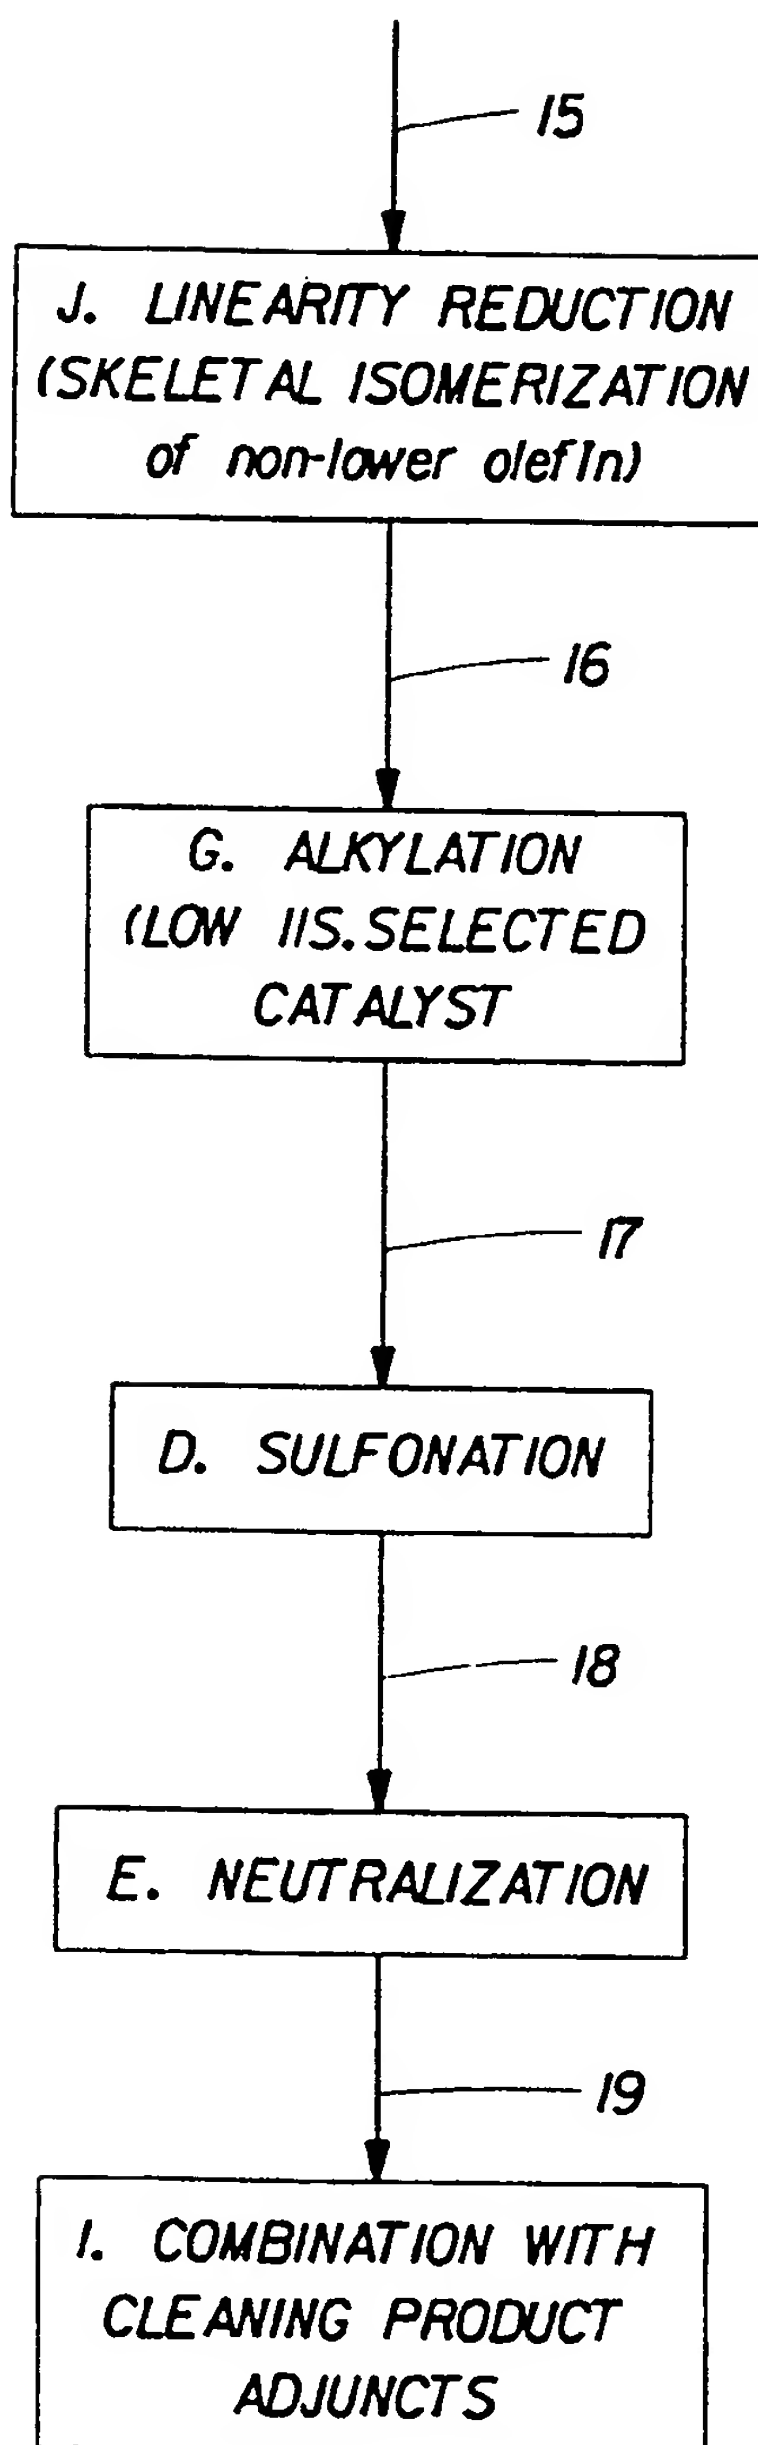 15
J. LINEARITY REDUCTION
(SKELETAL ISOMERIZATION
of non-lower olefin)
16
G. ALKYLATION
(LOW IIS.SELECTED
CATALYST
17
D. SULFONATION
18
E. NEUTRALIZATION
19
I. COMBINATION WITH
CLEANING PRODUCT
ADJUNCTS